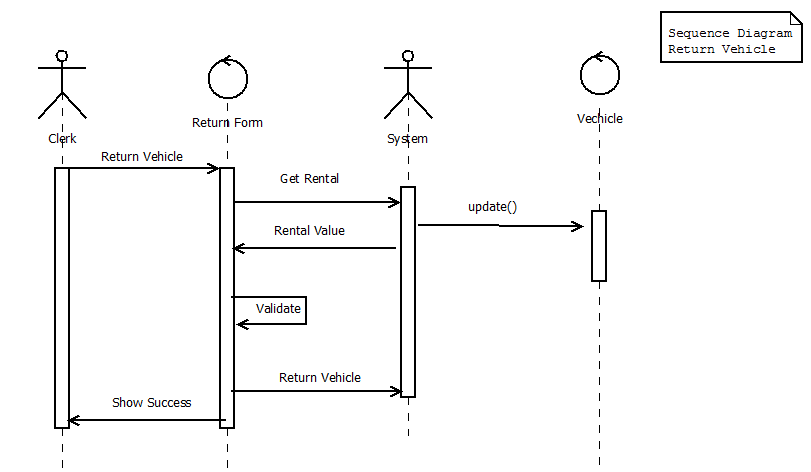 Sequence Diagram
Return Vehicle
Clerk
Return Form
System
Vechicle
Return Vehicle
Get Rental
update()
Rental Value
Validate
Return Vehicle
Show Success